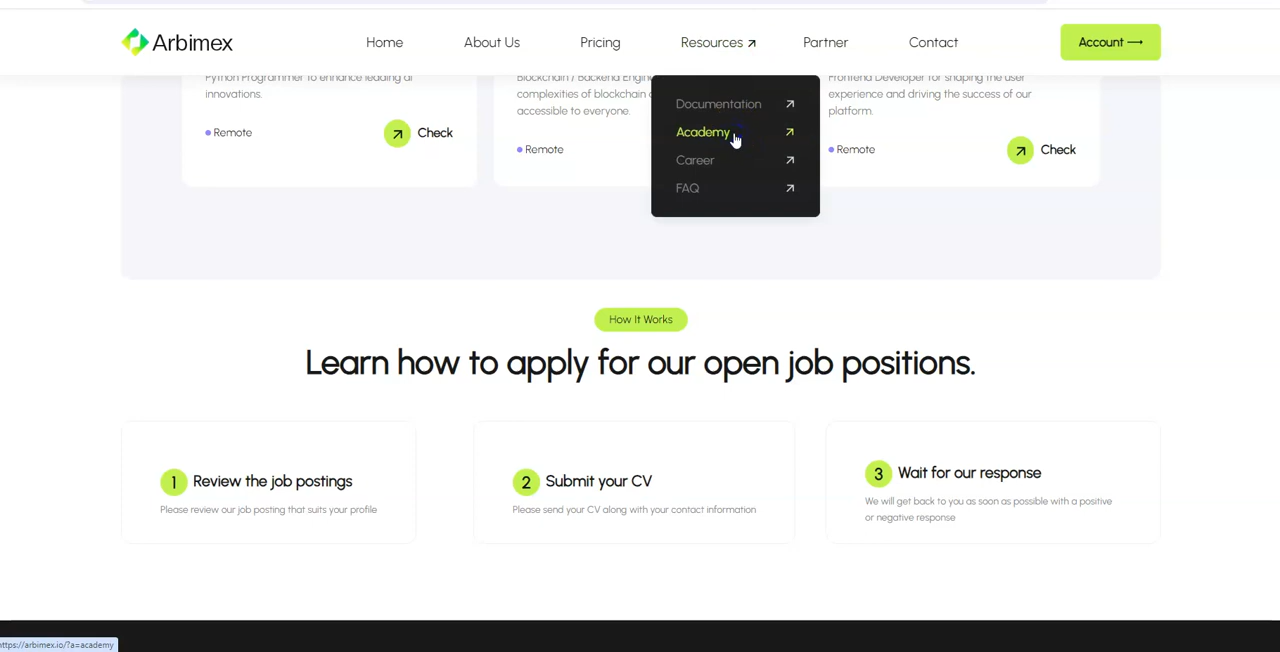 Arbimex
Home
About Us
Pricing
Resources
Partner
Contact
Account
Python Programmer to enhance leading ai
innovations.
Remote
Check
Blockchain / Backend Engin
complexities of blockchain
accessible to everyone.
Remote
Documentation
Academy
Career
FAQ
Frontend Developer for shaping the user
experience and driving the success of our
platform.
Remote
Check
How It Works
Learn how to apply for our open job positions.
1 Review the job postings
Please review our job posting that suits your profile
2 Submit your CV
Please send your CV along with your contact information
3 Wait for our response
We will get back to you as soon as possible with a positive
or negative response
https://arbimex.io/?a=academy